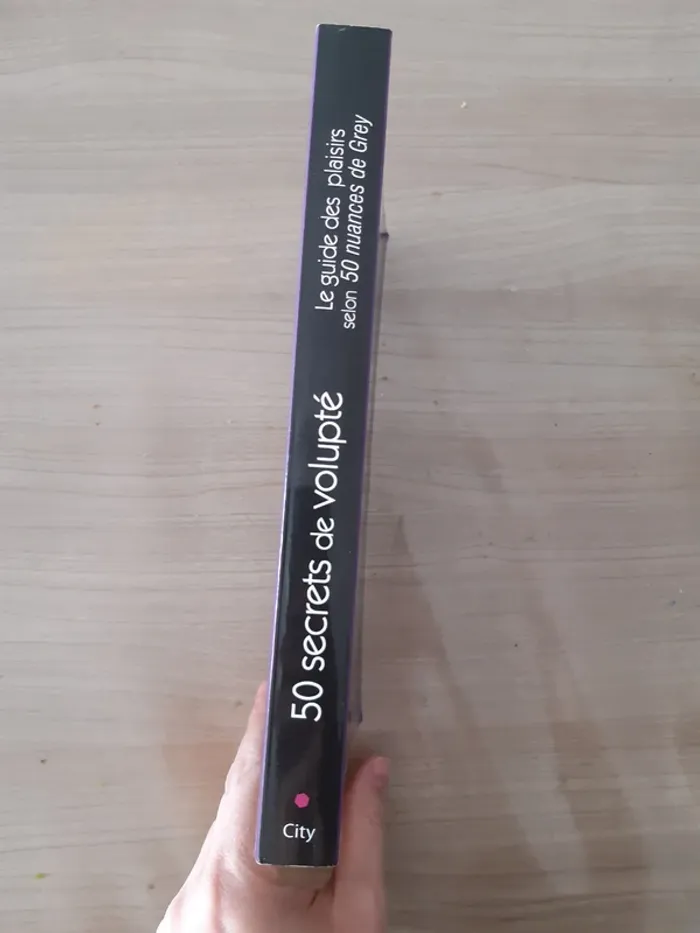 50 secrets de volupté
Le guide des plaisirs
selon 50 nuances de Grey
City